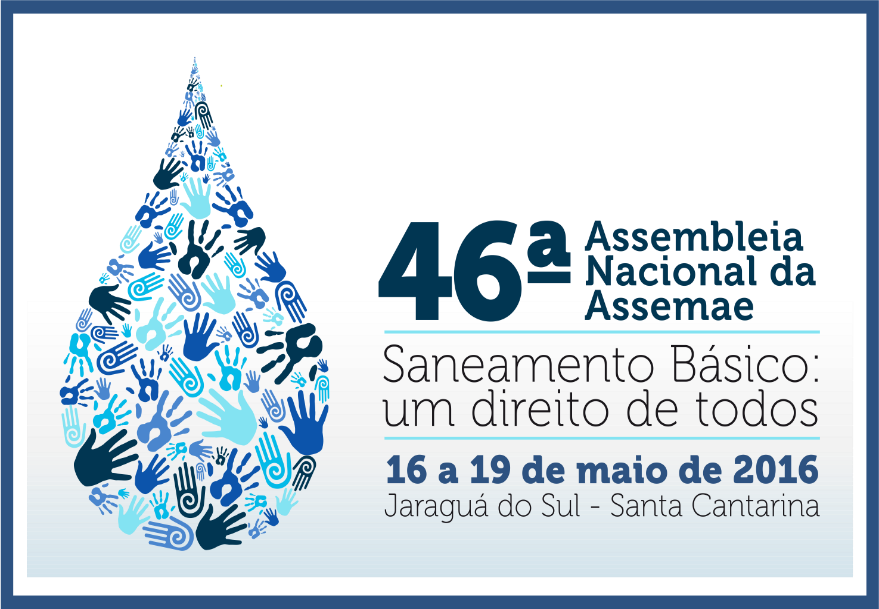 46ª Assembleia
Nacional da
Assemae
Saneamento Básico:
um direito de todos
16 a 19 de maio de 2016
Jaraguá do Sul - Santa Cantarina